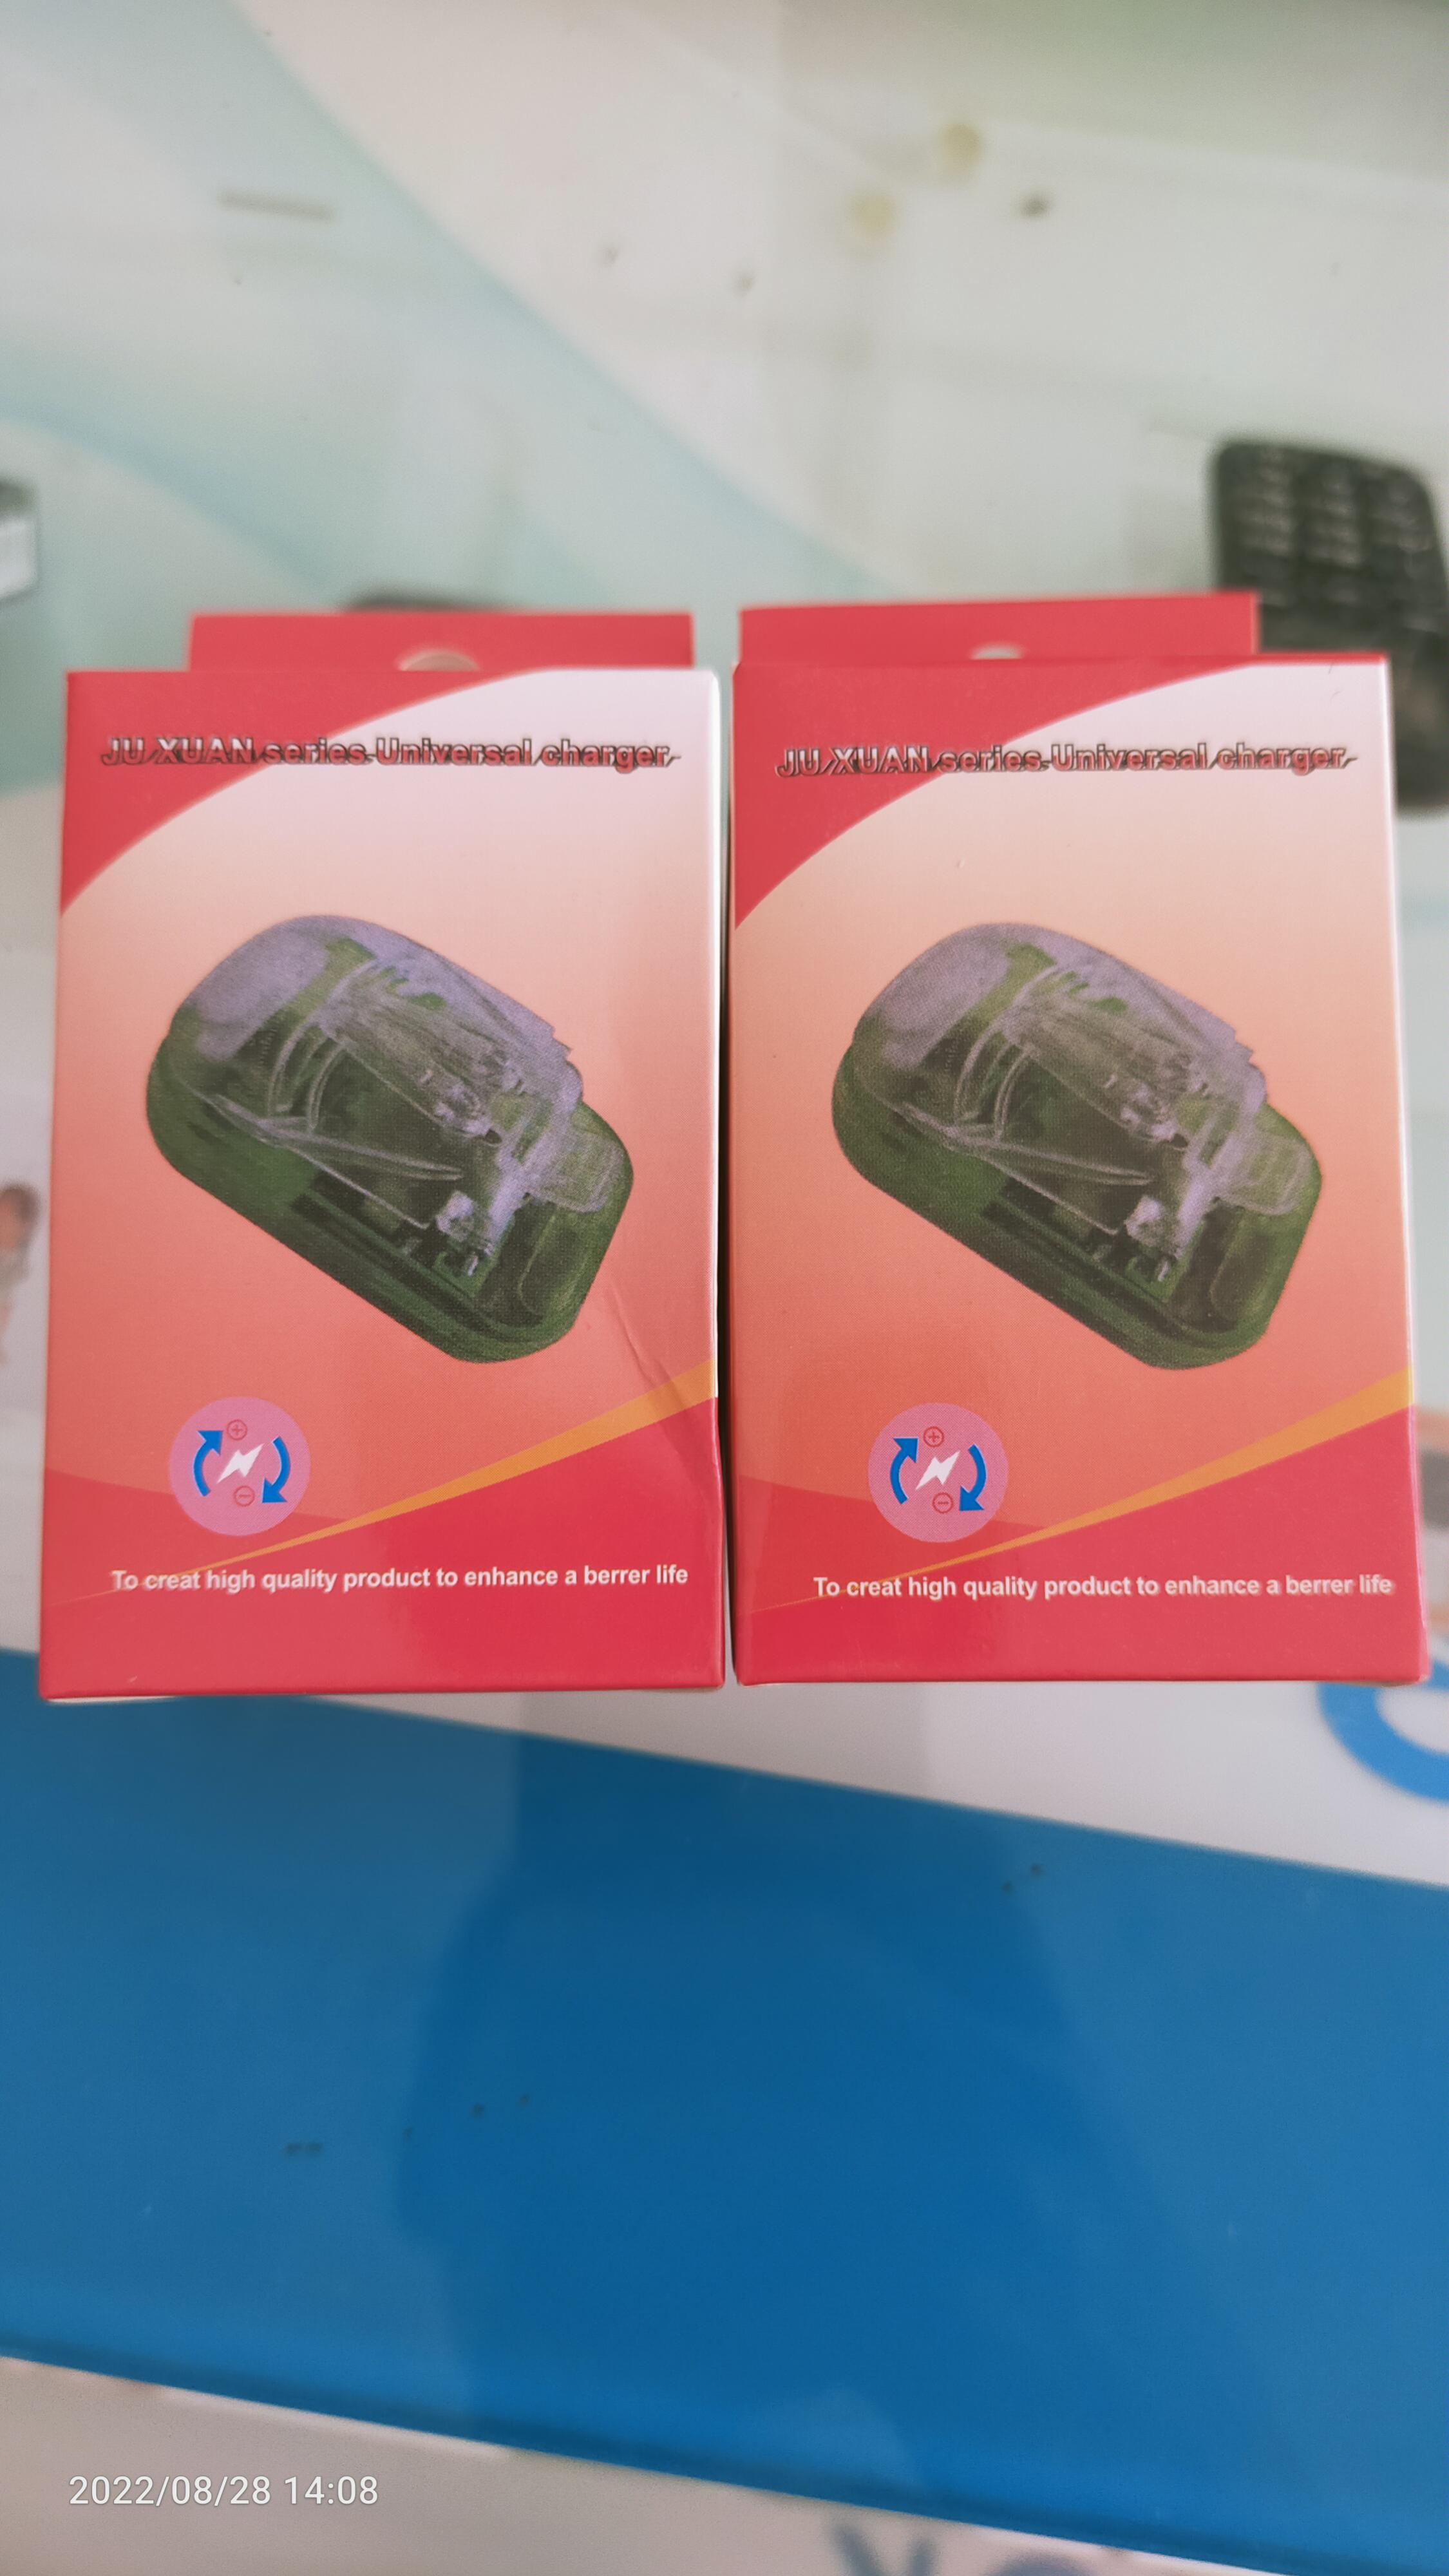 JU XUAN series-Universal charger
JU XUAN series-Universal charger
To creat high quality product to enhance a berrer life
To creat high quality product to enhance a berrer life
2022/08/28 14:08